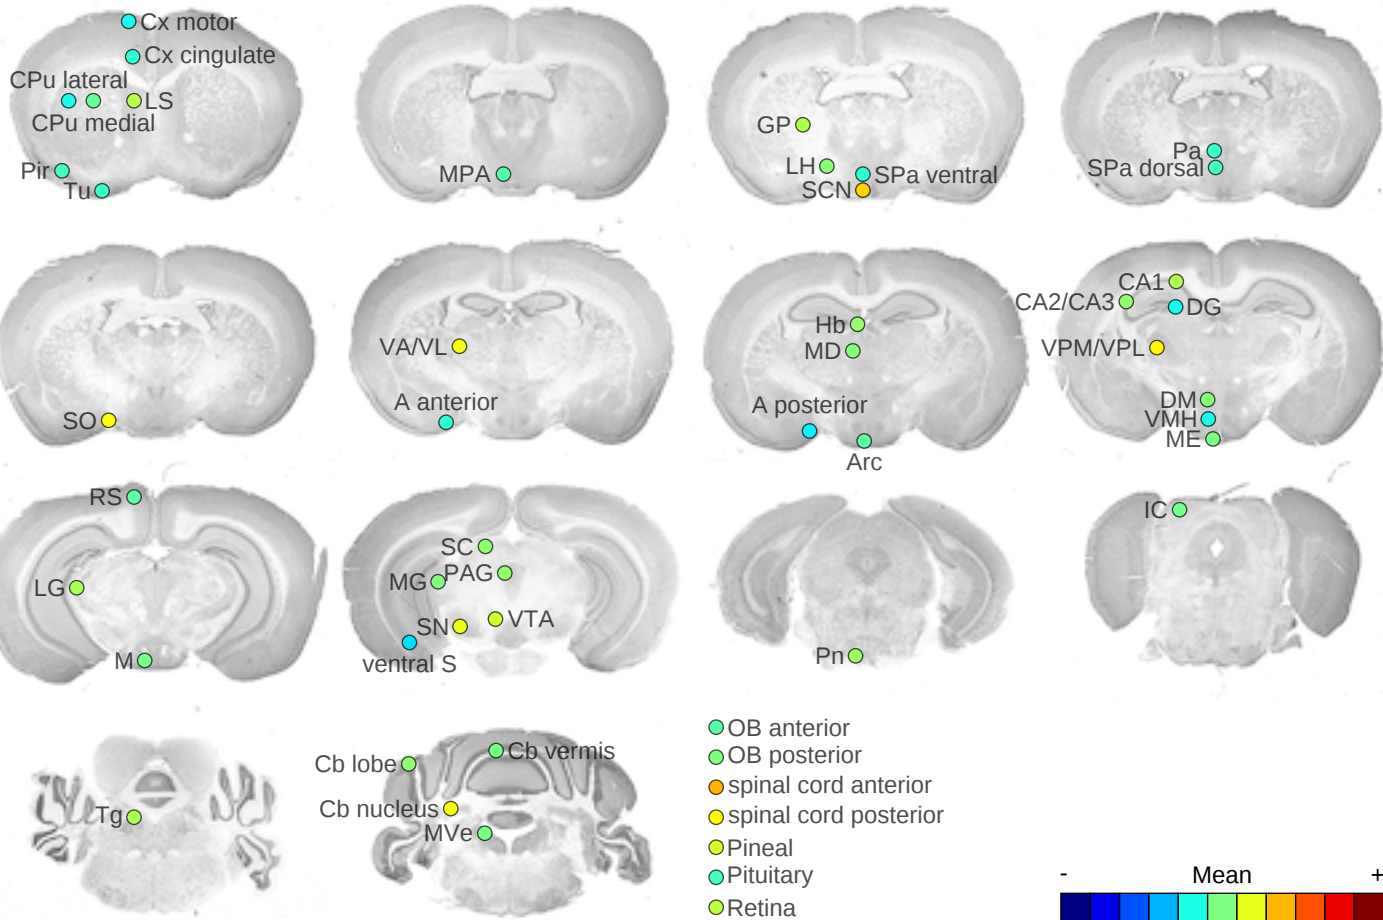 Cx motor
Cx cingulate
CPu lateral
LS
CPu medial
Pir
Tu
MPA
GP
LH
SPa ventral
SCN
Pa
SPa dorsal
SO
VA/VL
A anterior
Hb
MD
A posterior
Arc
CA1
CA2/CA3
DG
VPM/VPL
DM
VMH
ME
RS
LG
M
SC
PAG
MG
VTA
SN
ventral S
Pn
IC
Tg
Cb vermis
Cb lobe
Cb nucleus
MVe
OB anterior
OB posterior
spinal cord anterior
spinal cord posterior
Pineal
Pituitary
Retina
- Mean +